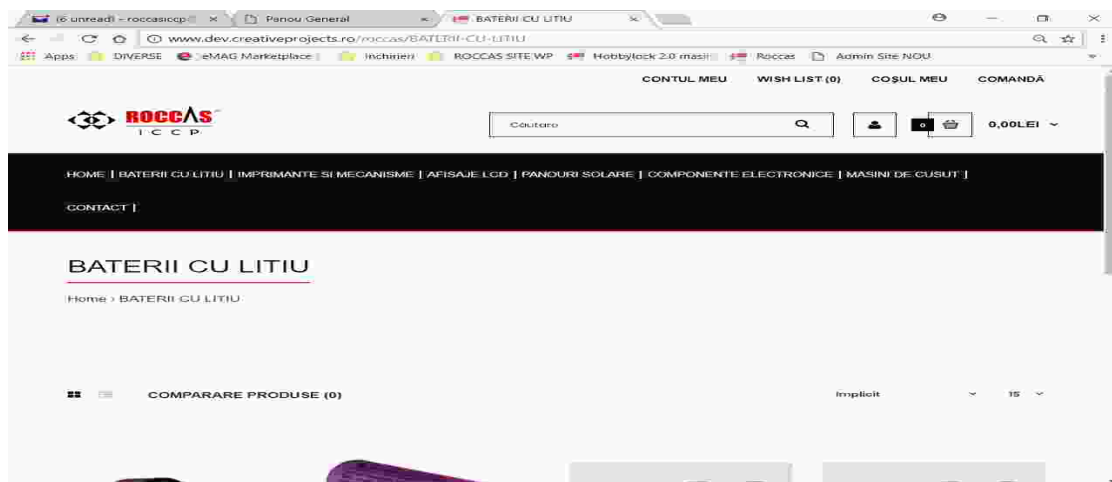 (6 unread) - roccasiccp@ Panou General BATERII CU LITIU
www.dev.creativeprojects.ro/roccas/BATERII-CU-LITIU
Apps DIVERSE eMAG Marketplace Inchirieri ROCCAS SITE WP Hobbylock 2.0 masin Roccas Admin Site NOU
CONTUL MEU WISH LIST (0) COȘUL MEU COMANDĂ
ROCCAS
ICCP
Căutare 0 0,00LEI
HOME | BATERII CU LITIU | IMPRIMANTE SI MECANISME | AFISAJE LCD | PANOURI SOLARE | COMPONENTE ELECTRONICE | MASINI DE CUSUT |
CONTACT |
BATERII CU LITIU
Home › BATERII CU LITIU
COMPARARE PRODUSE (0) Implicit 15